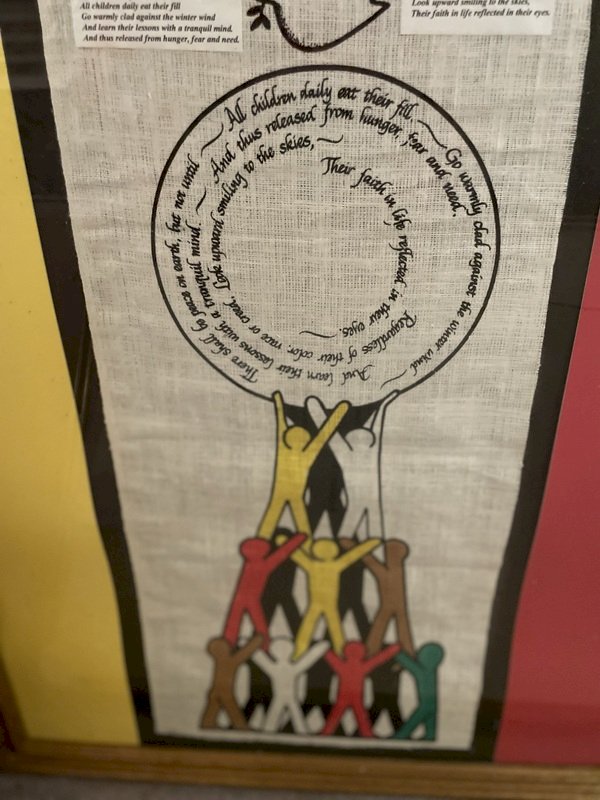 All children daily eat their fill
Go warmly clad against the winter wind
And learn their lessons with a tranquil mind.
And thus released from hunger, fear and need.
Look upward smiling to the skies,
Their faith in life reflected in their eyes.
There shall be peace on earth, but not until
All children daily eat their fill
Go warmly clad against the winter wind
And learn their lessons with a tranquil mind.
And thus released from hunger, fear and need.
Regardless of their color, race or creed.
Look upward smiling to the skies,
Their faith in life reflected in their eyes.